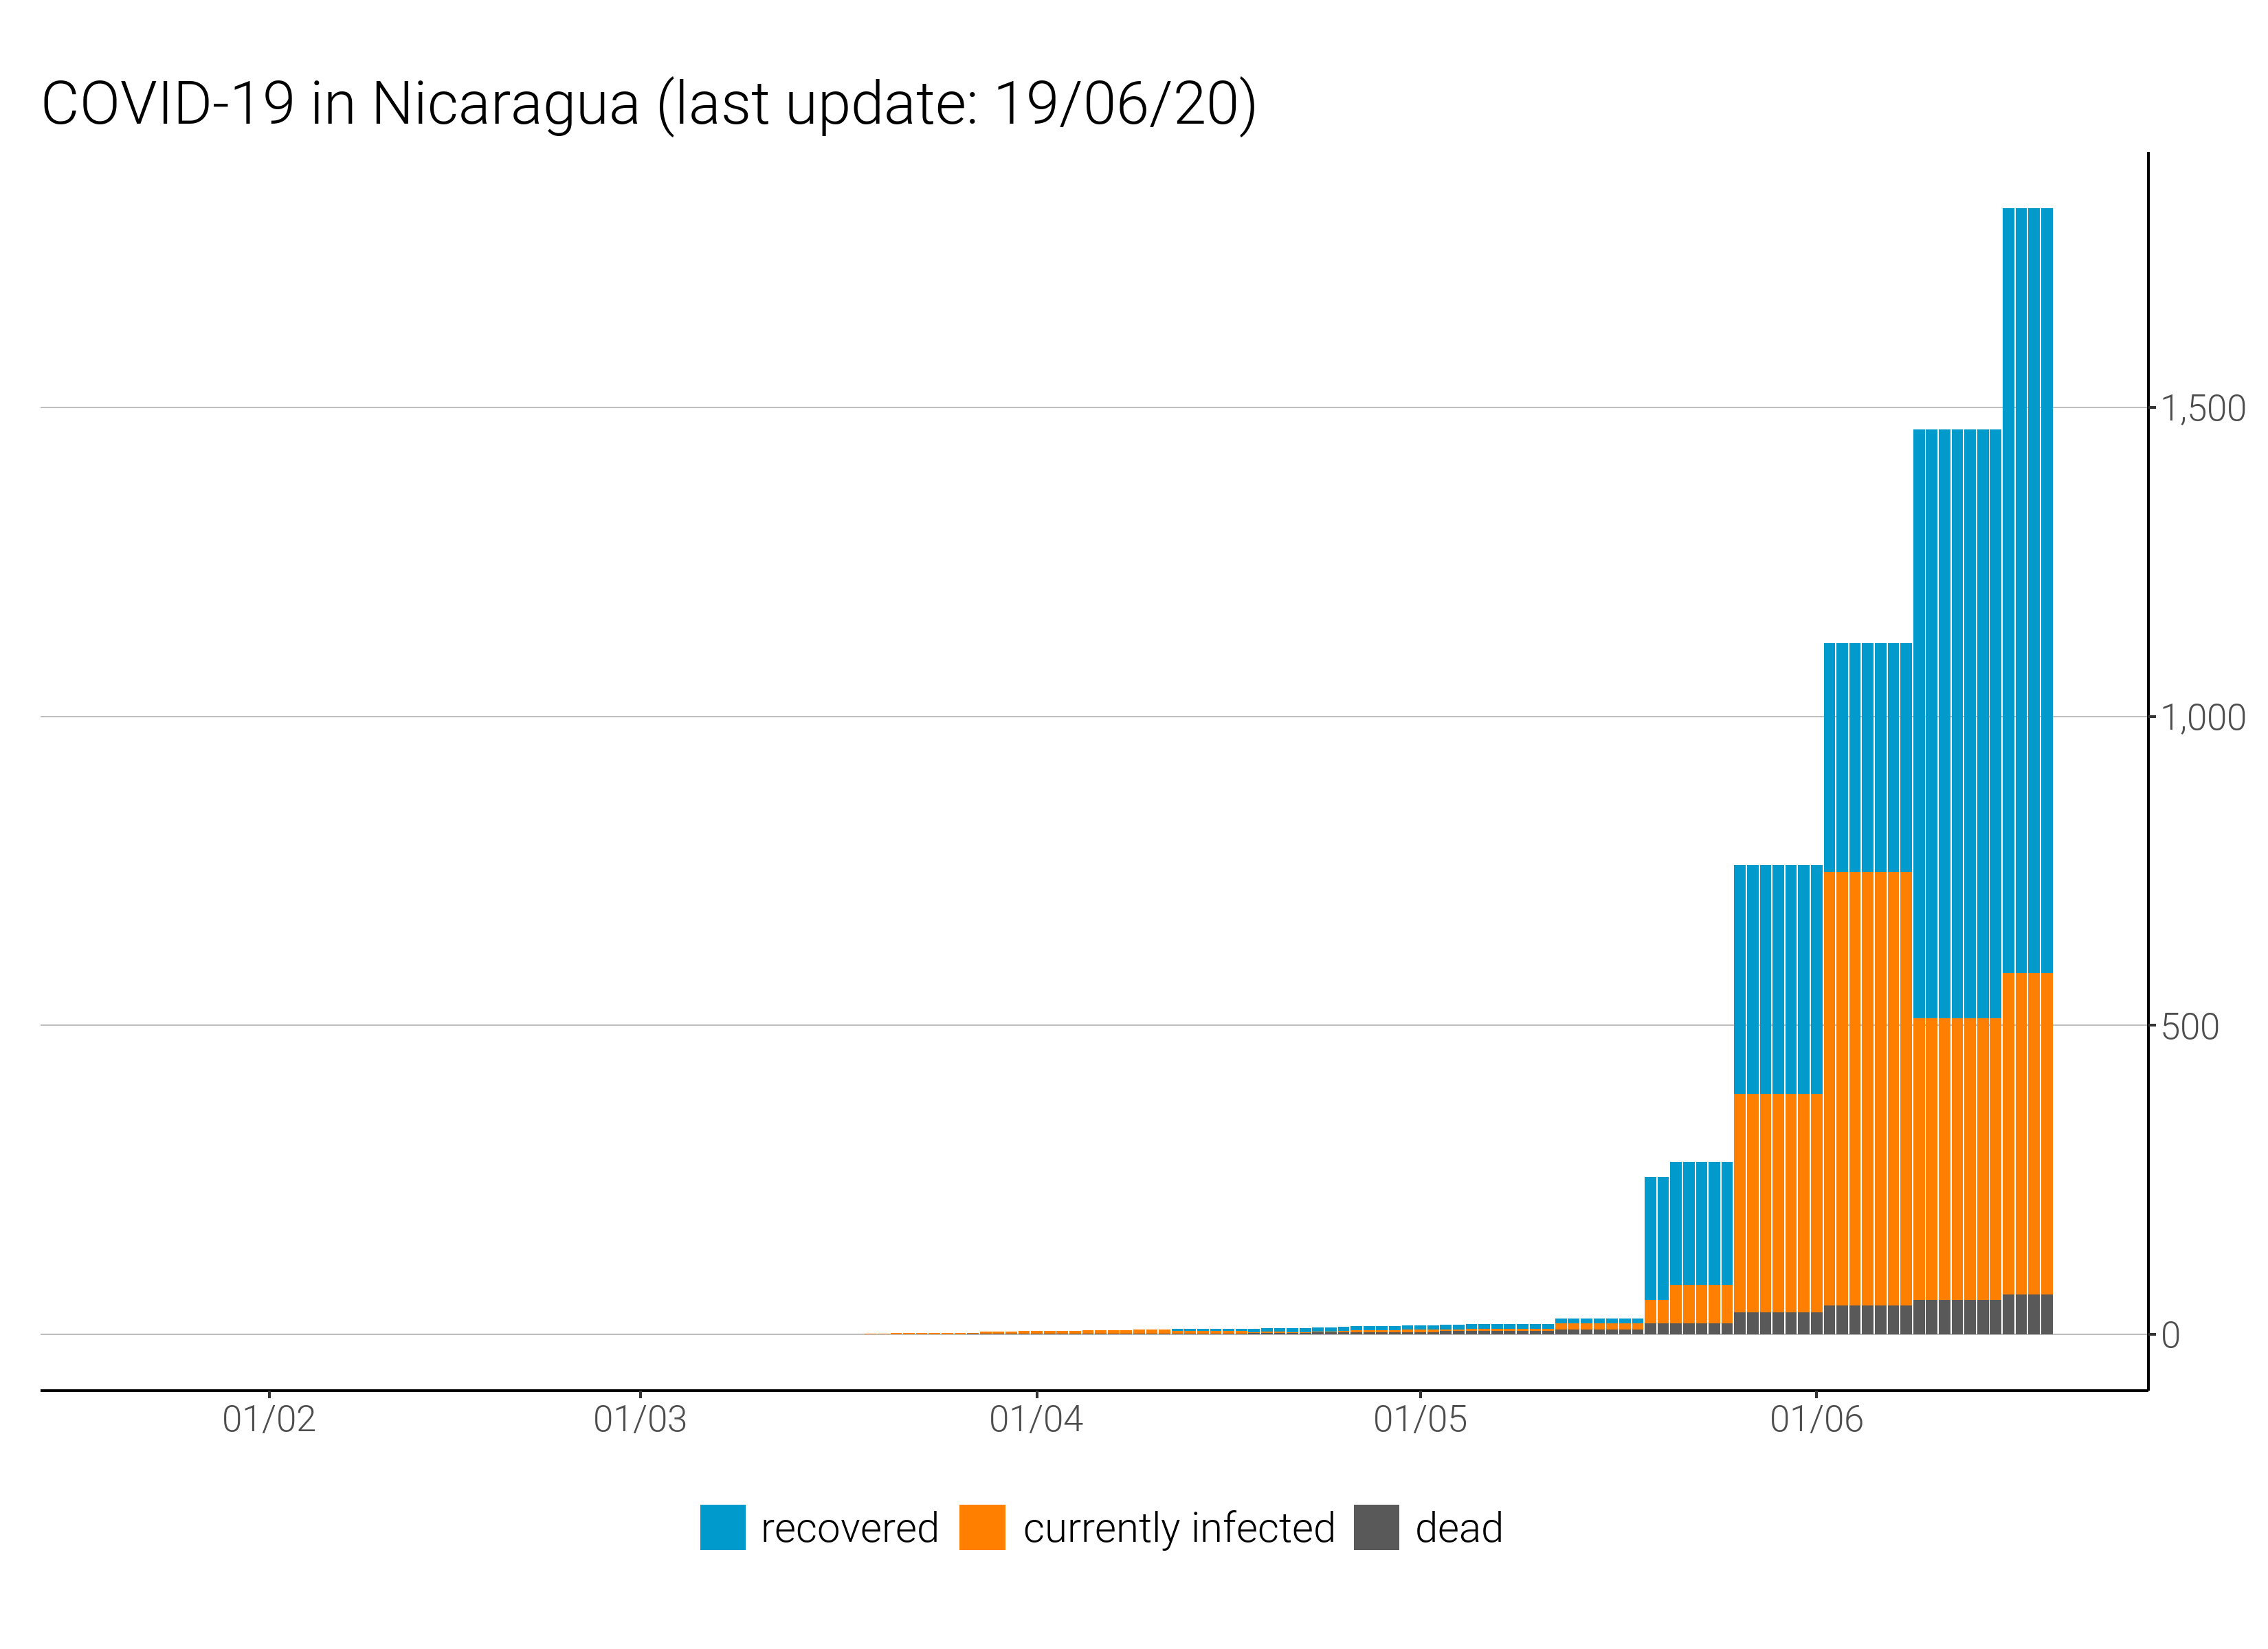 COVID-19 in Nicaragua (last update: 19/06/20)
1,500
1,000
500
0
01/02 01/03 01/04 01/05 01/06
recovered currently infected dead